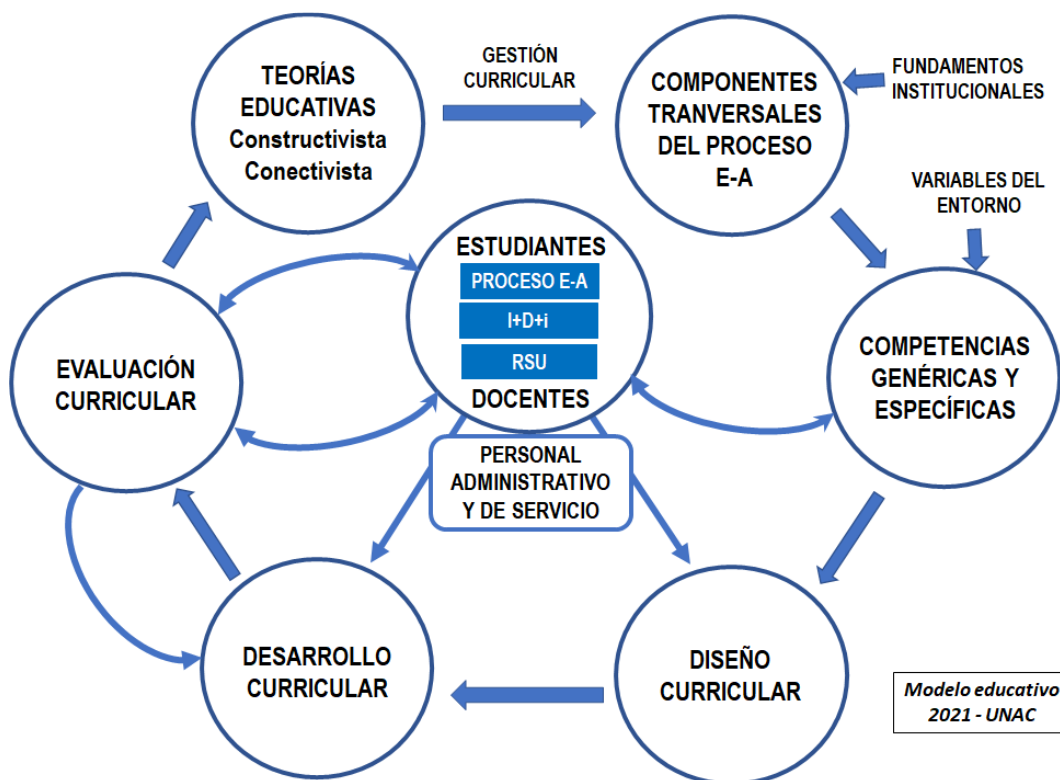 TEORÍAS
EDUCATIVAS
Constructivista
Conectivista
GESTIÓN
CURRICULAR
COMPONENTES
TRANVERSALES
DEL PROCESO
E-A
FUNDAMENTOS
INSTITUCIONALES
VARIABLES DEL
ENTORNO
ESTUDIANTES
PROCESO E-A
I+D+i
RSU
DOCENTES
EVALUACIÓN
CURRICULAR
COMPETENCIAS
GENÉRICAS Y
ESPECÍFICAS
PERSONAL
ADMINISTRATIVO
Y DE SERVICIO
DESARROLLO
CURRICULAR
DISEÑO
CURRICULAR
Modelo educativo
2021 - UNAC